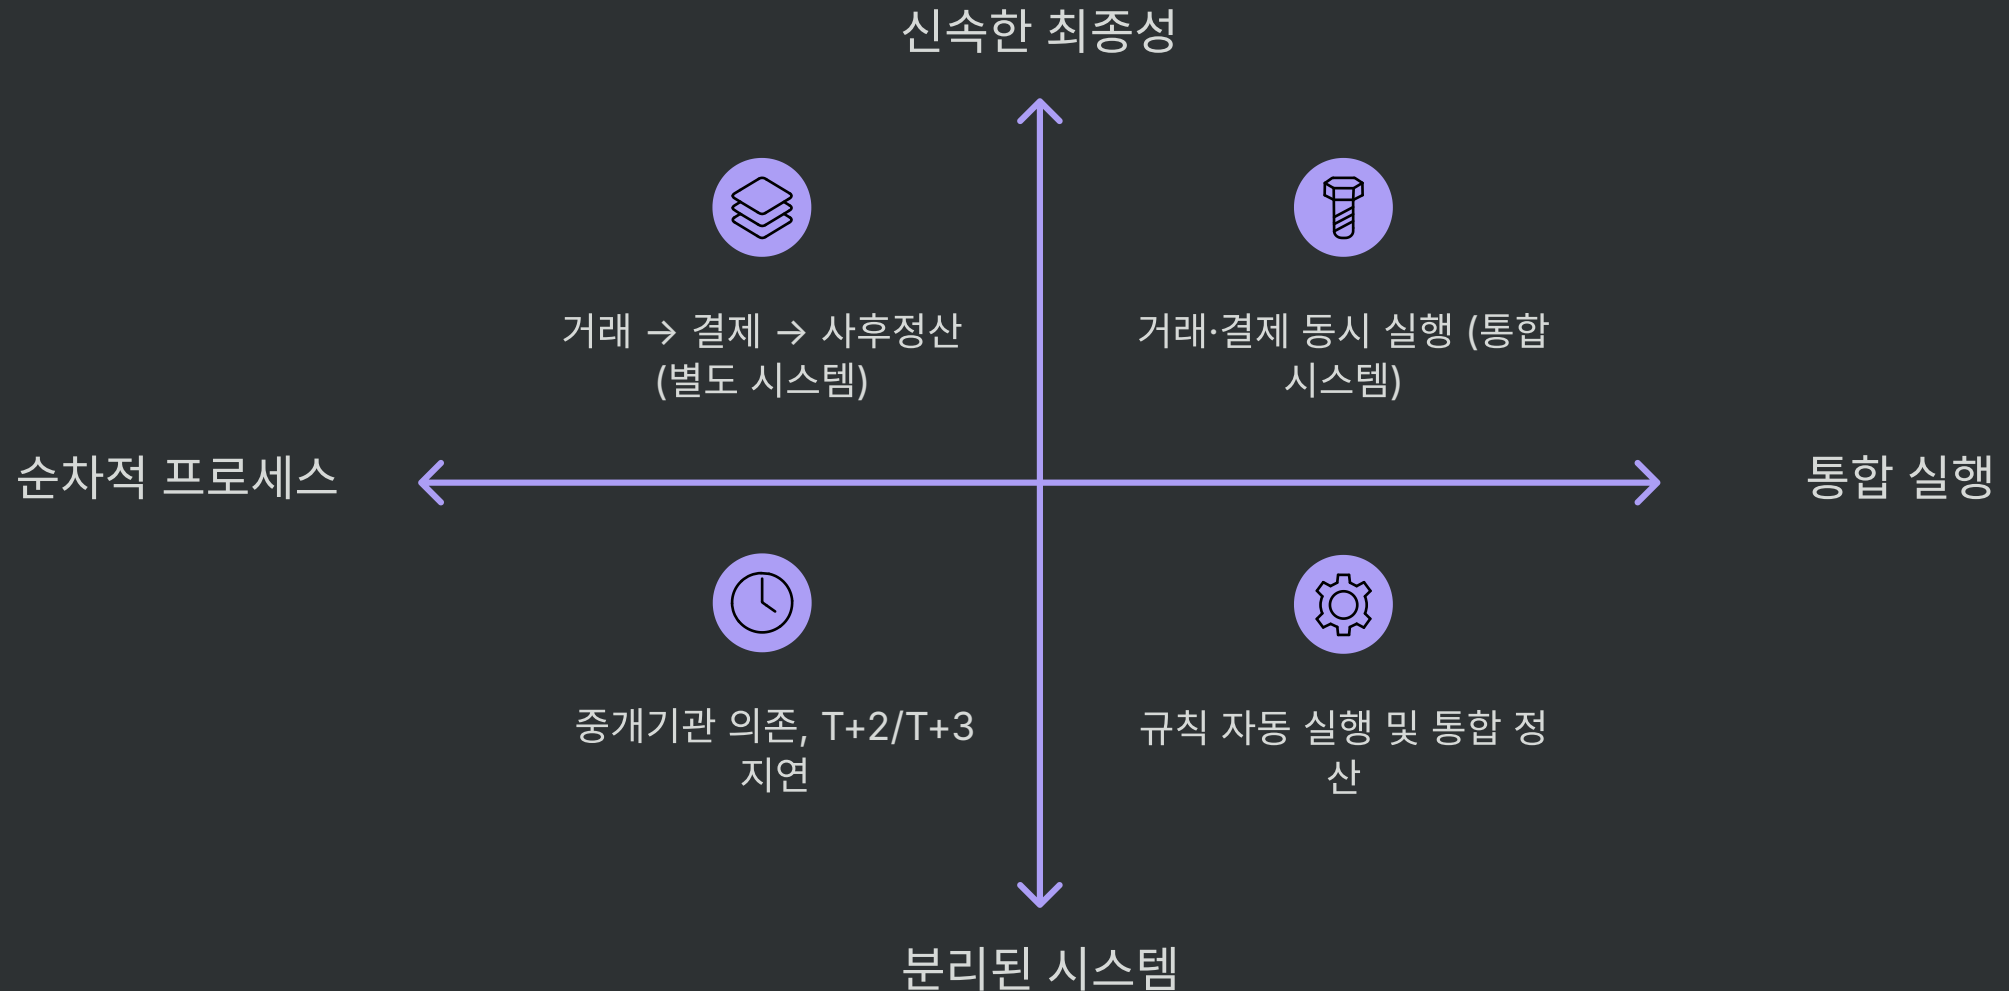 신속한 최종성
거래 → 결제 → 사후정산
(별도 시스템)
거래·결제 동시 실행 (통합
시스템)
순차적 프로세스
통합 실행
중개기관 의존, T+2/T+3
지연
규칙 자동 실행 및 통합 정
산
분리된 시스템